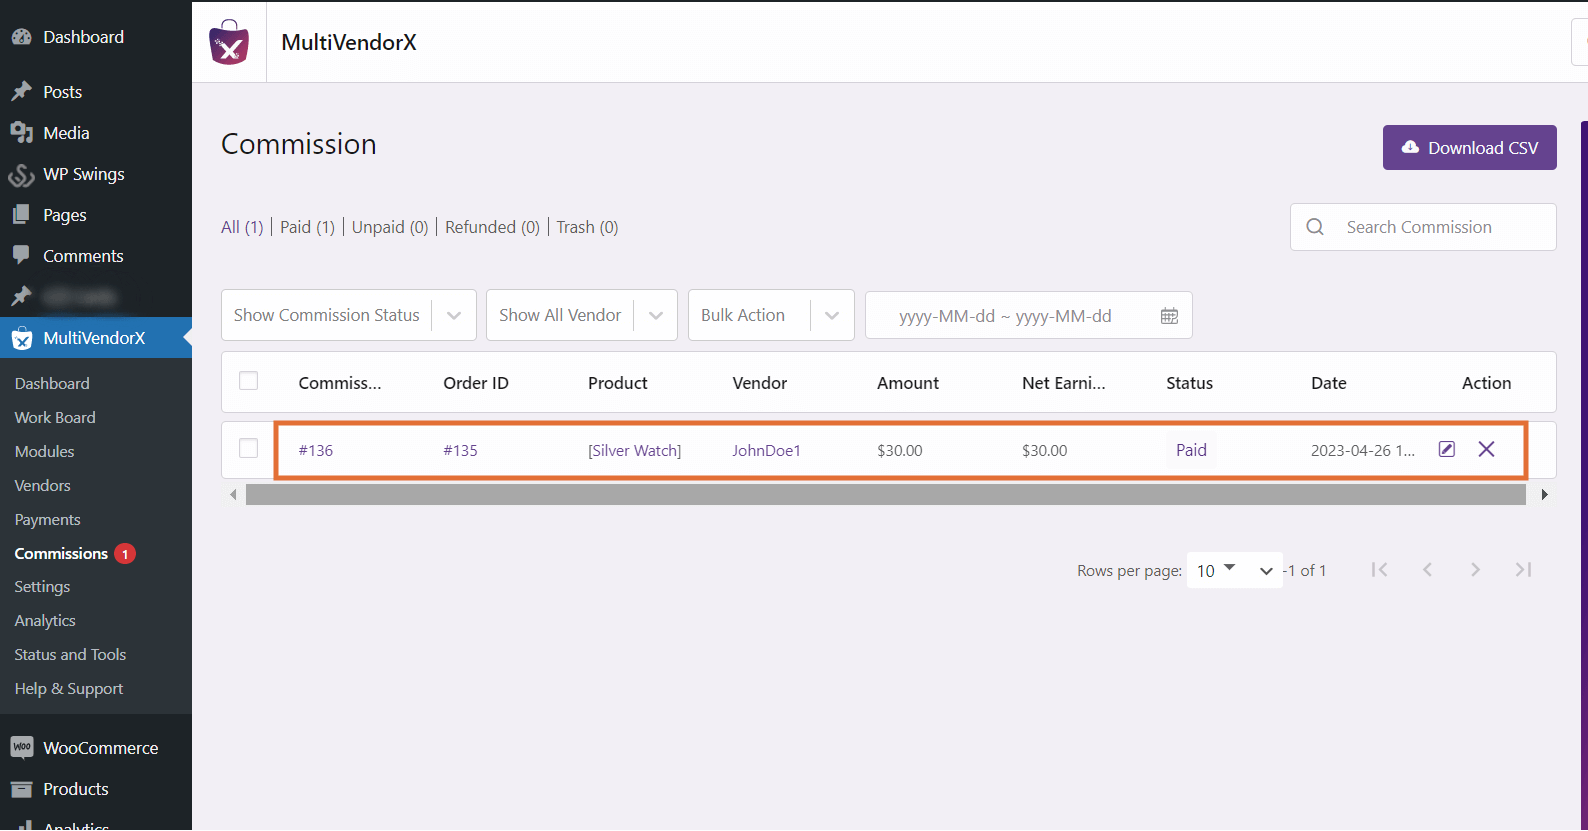 Dashboard
Posts
Media
WP Swings
Pages
Comments
MultiVendorX
Dashboard
Work Board
Modules
Vendors
Payments
Commissions 1
Settings
Analytics
Status and Tools
Help & Support
WooCommerce
Products
Analytics
MultiVendorX
Commission
Download CSV
All (1) | Paid (1) | Unpaid (0) | Refunded (0) | Trash (0)
Search Commission
Show Commission Status
Show All Vendor
Bulk Action
yyyy-MM-dd ~ yyyy-MM-dd
Commiss... Order ID Product Vendor Amount Net Earni... Status Date Action
#136 #135 [Silver Watch] JohnDoe1 $30.00 $30.00 Paid 2023-04-26 1...
Rows per page: 10 -1 of 1